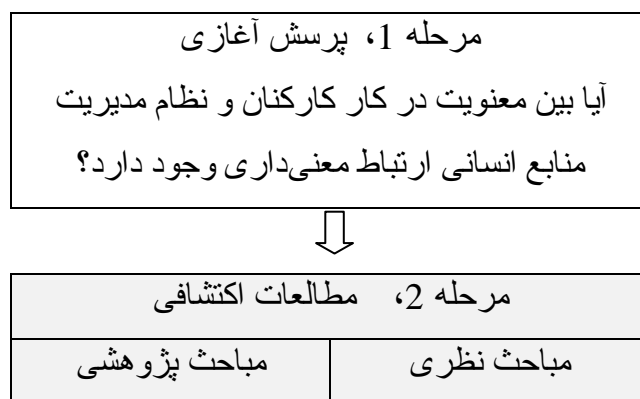 مرحله 1، پرسش آغازی
آیا بین معنویت در کار کارکنان و نظام مدیریت
منابع انسانی ارتباط معنی‌داری وجود دارد؟
مرحله 2، مطالعات اکتشافی
مباحث نظری
مباحث پژوهشی